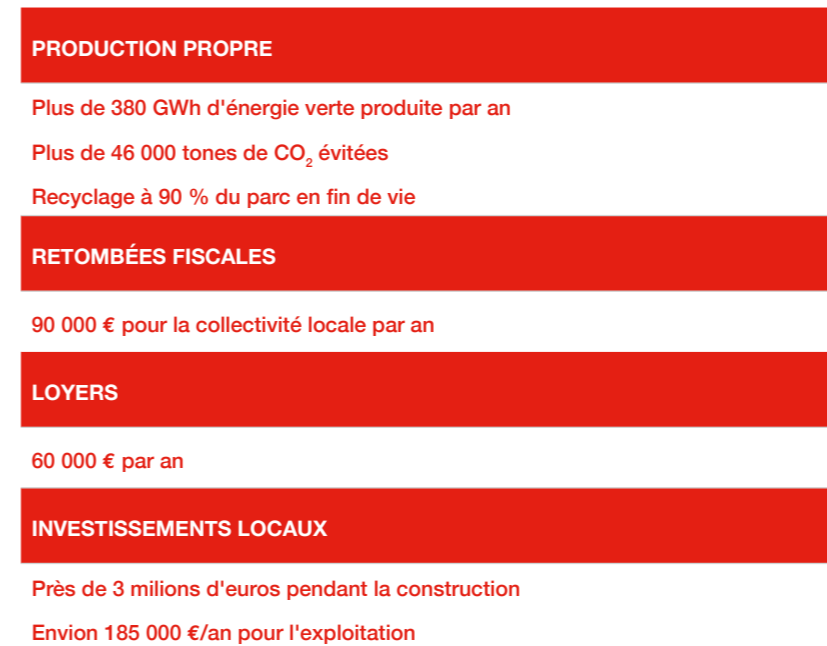 PRODUCTION PROPRE
Plus de 380 GWh d'énergie verte produite par an
Plus de 46 000 tones de CO₂ évitées
Recyclage à 90 % du parc en fin de vie
RETOMBÉES FISCALES
90 000 € pour la collectivité locale par an
LOYERS
60 000 € par an
INVESTISSEMENTS LOCAUX
Près de 3 milions d'euros pendant la construction
Envion 185 000 €/an pour l'exploitation